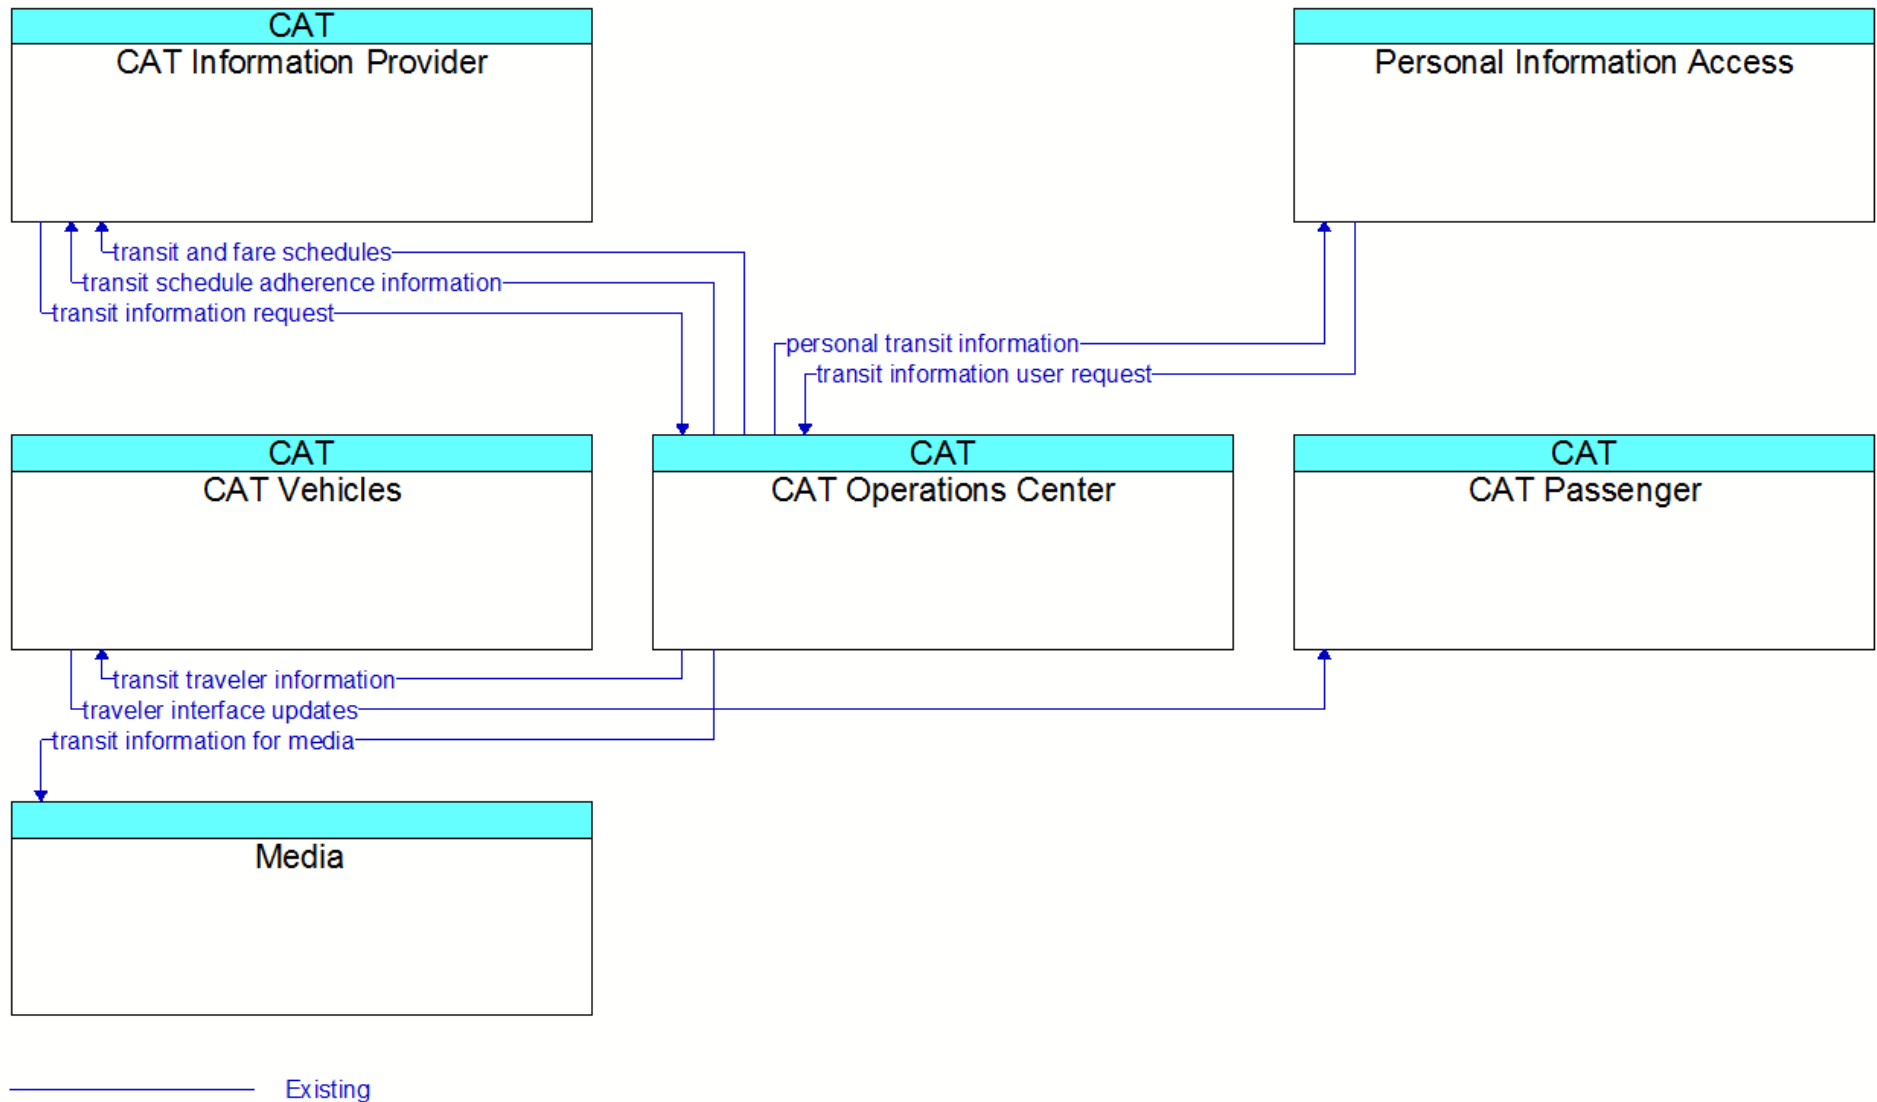 CAT
CAT Information Provider
Personal Information Access
transit and fare schedules
transit schedule adherence information
transit information request
personal transit information
transit information user request
CAT
CAT Vehicles
CAT
CAT Operations Center
CAT
CAT Passenger
transit traveler information
traveler interface updates
transit information for media
Media
Existing